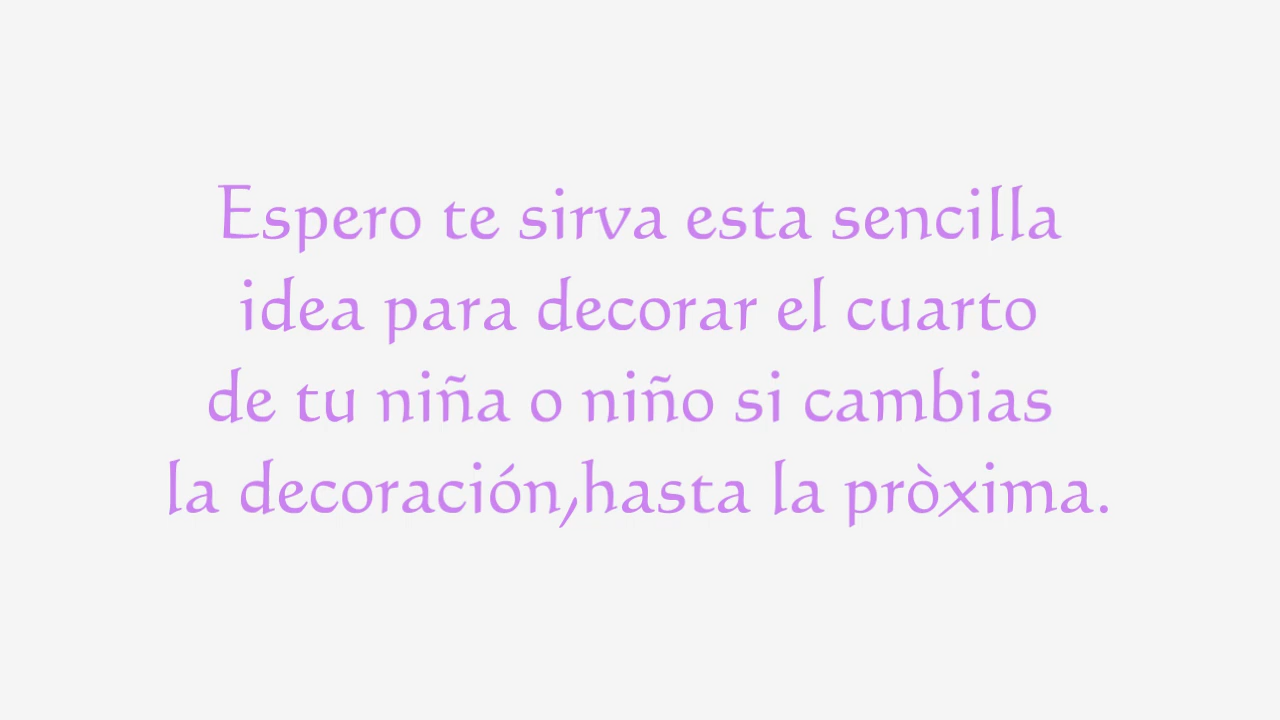 Espero te sirva esta sencilla
idea para decorar el cuarto
de tu niña o niño si cambias
la decoración,hasta la pròxima.